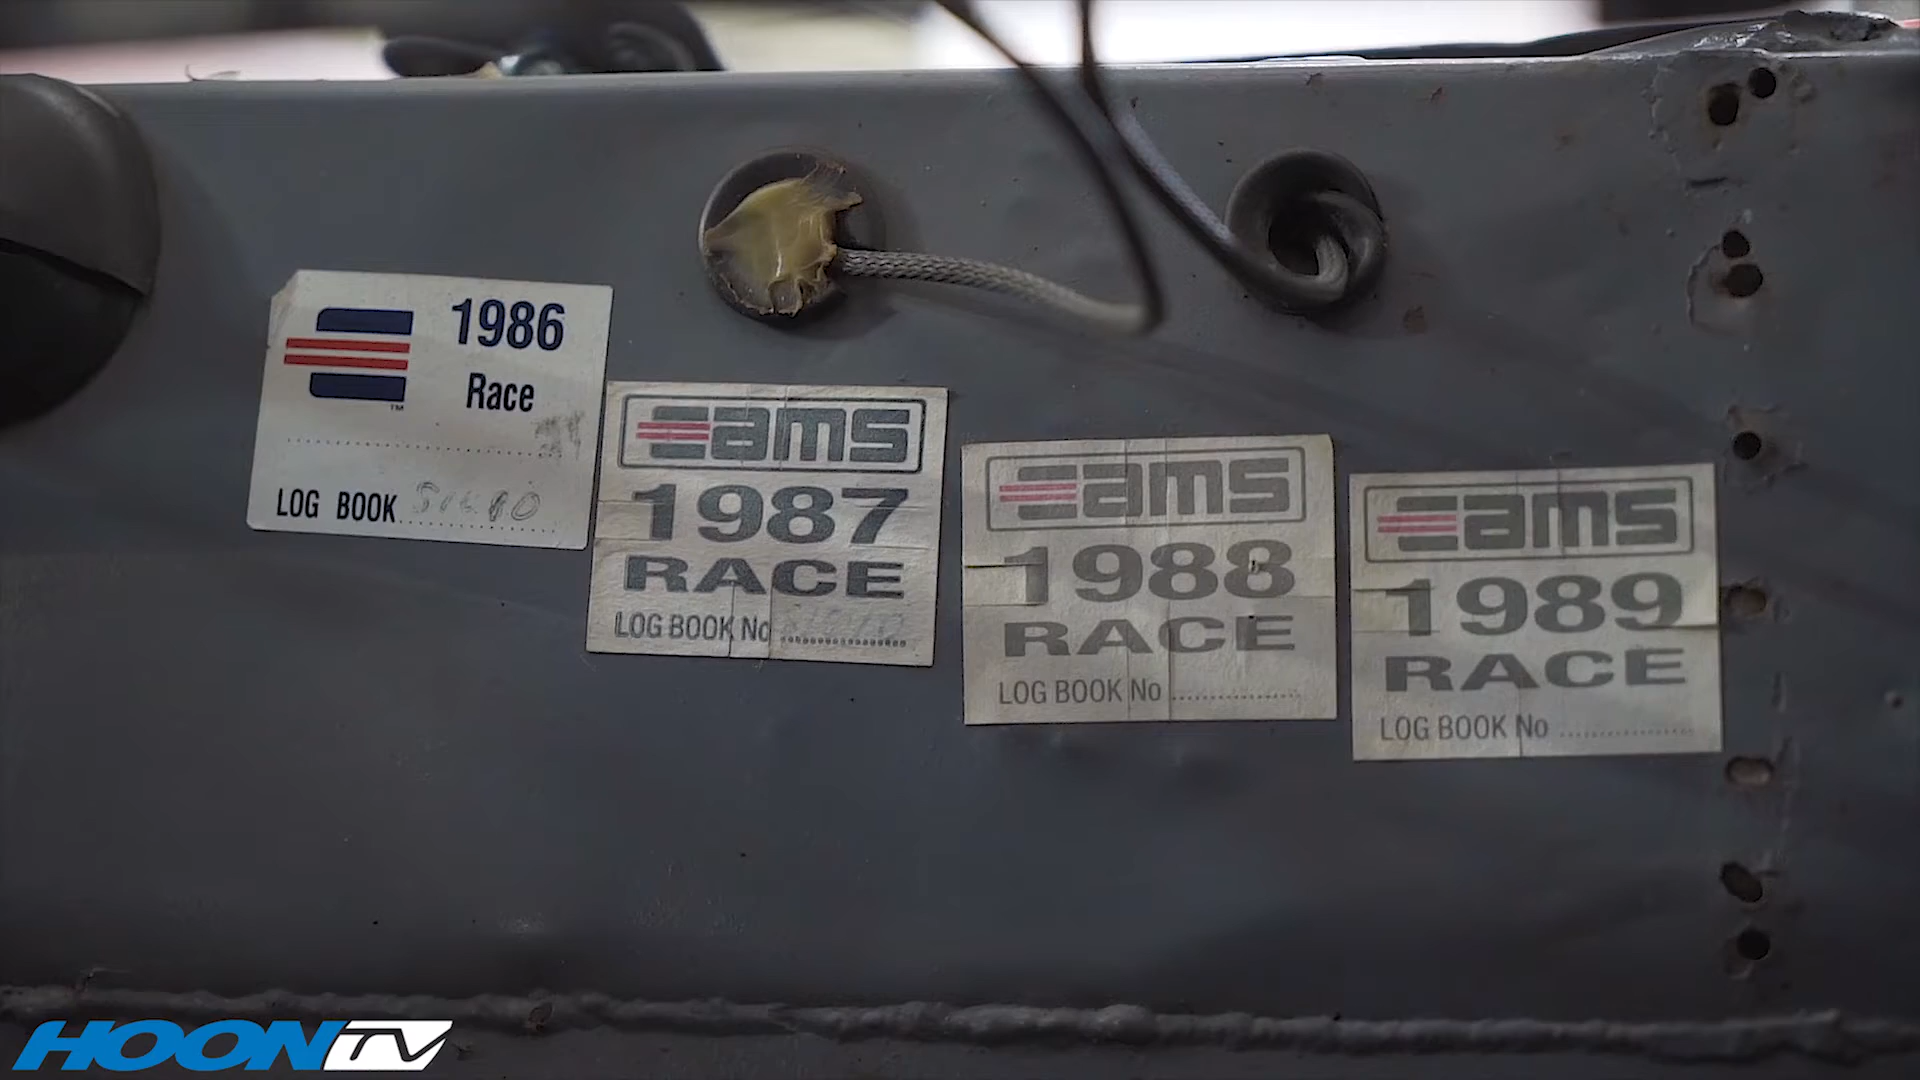 1986
Race
TM
LOG BOOK
CAMS
1987
RACE
LOG BOOK No
CAMS
1988
RACE
LOG BOOK No
CAMS
1989
RACE
LOG BOOK No
HOONTV